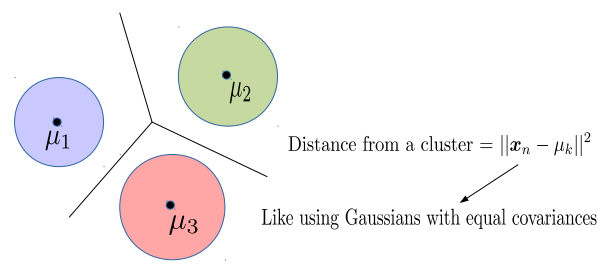 μ₁
μ₂
μ₃
Distance from a cluster = ||xₙ − μₖ||²
Like using Gaussians with equal covariances